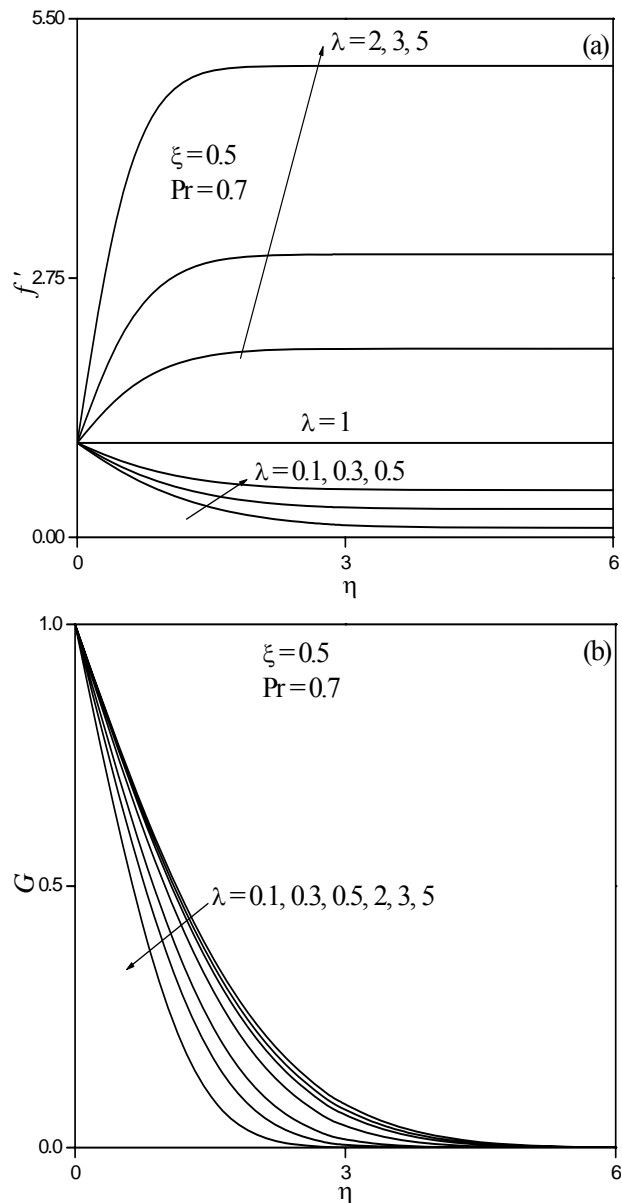 5.50
(a)
λ = 2, 3, 5
ξ = 0.5
Pr = 0.7
2.75
f '
λ = 1
λ = 0.1, 0.3, 0.5
0.00
0
3
6
η
1.0
(b)
ξ = 0.5
Pr = 0.7
0.5
G
λ = 0.1, 0.3, 0.5, 2, 3, 5
0.0
0
3
6
η